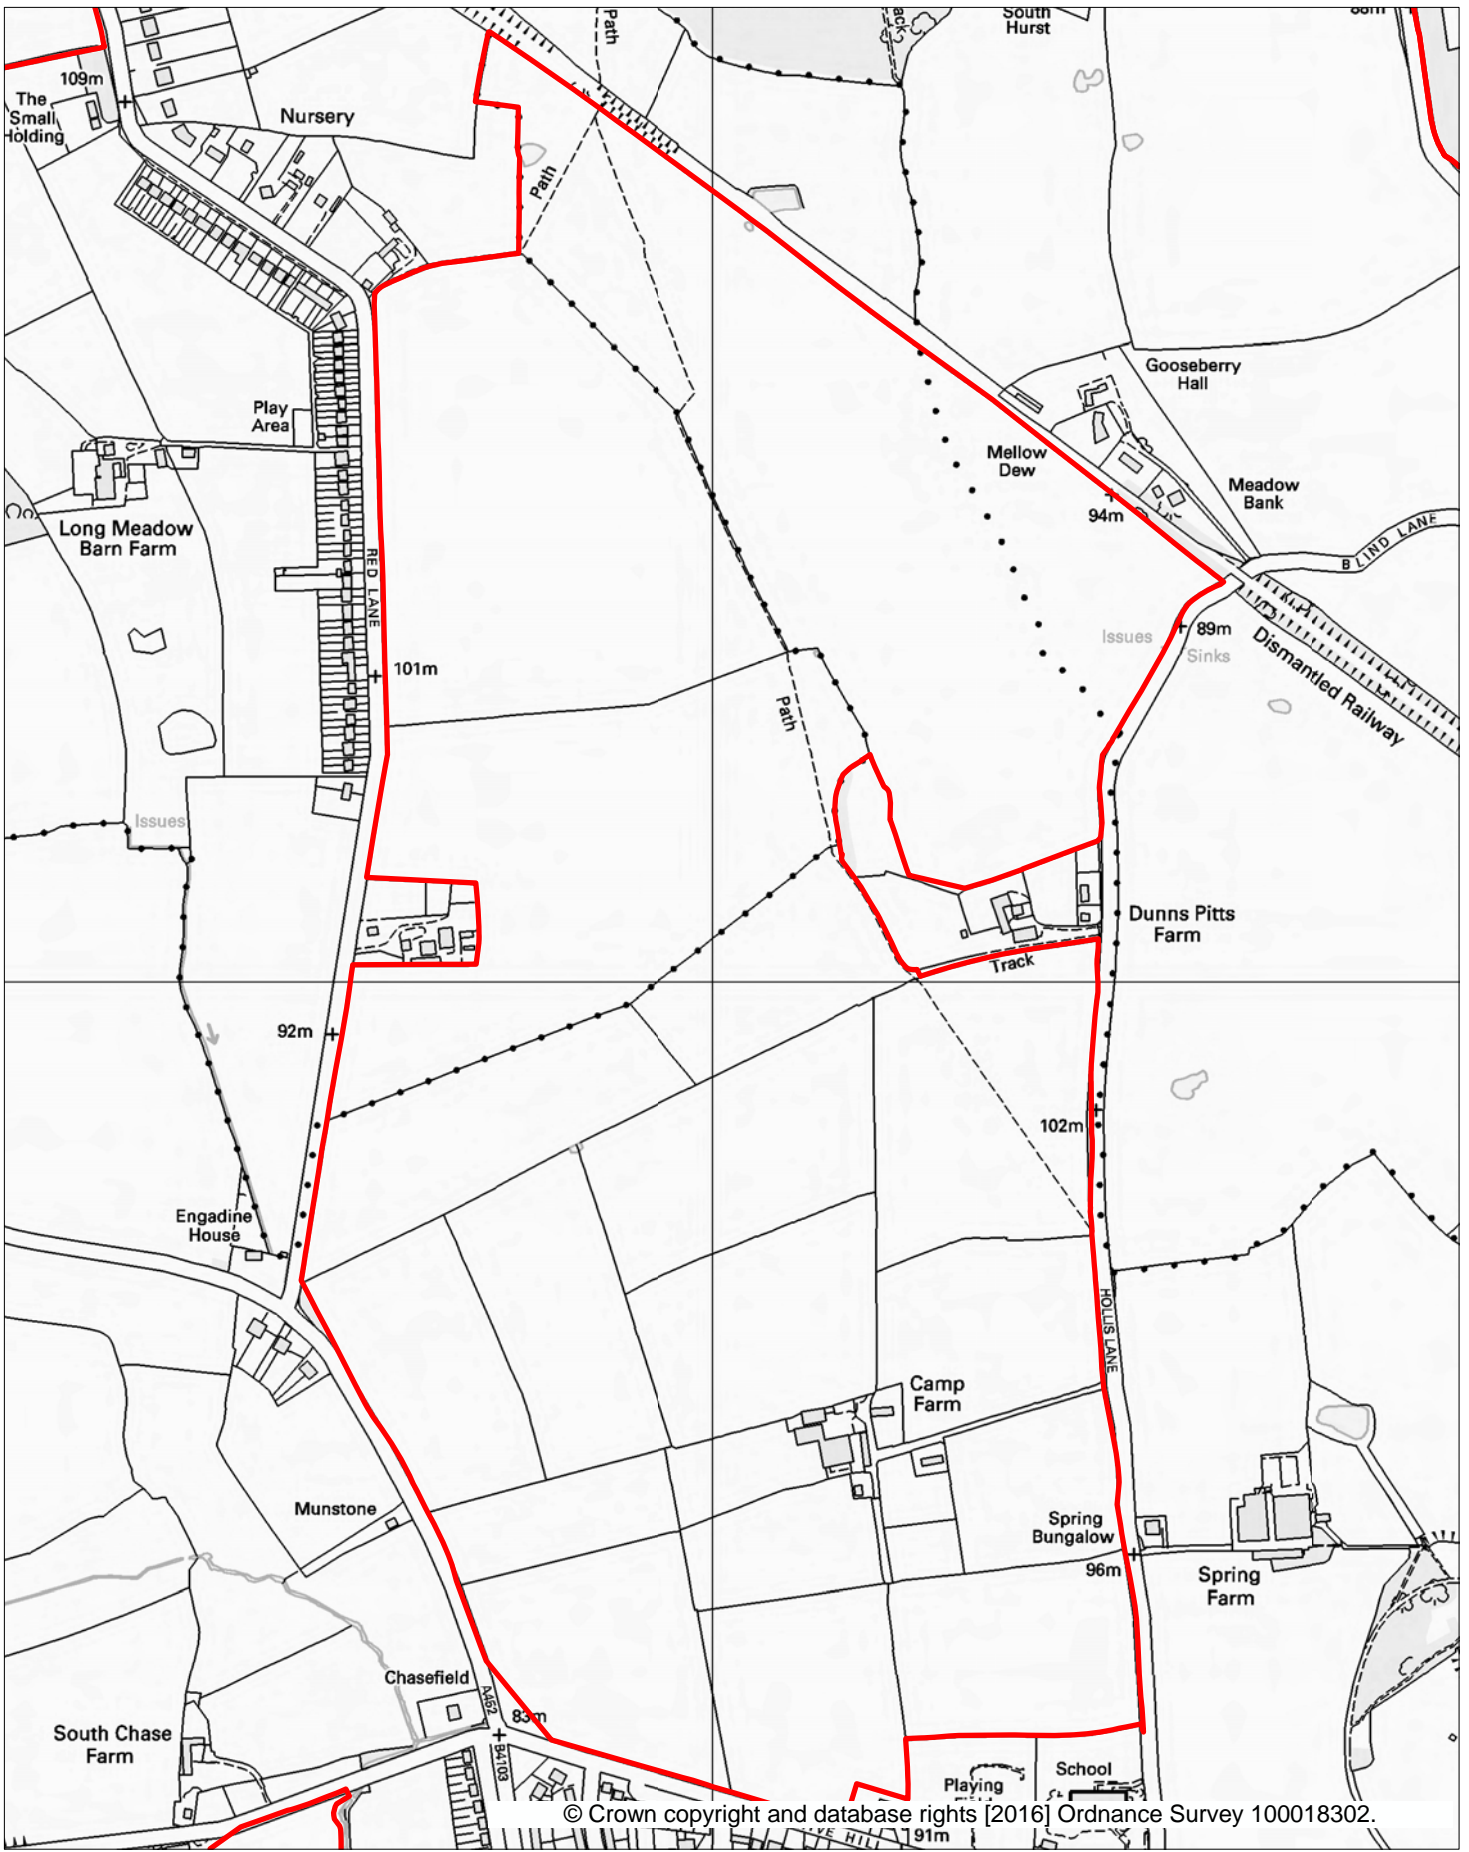 Path
South
Hurst
109m
The
Small
Holding
Nursery
Path
Gooseberry
Hall
Play
Area
Mellow
Dew
Meadow
Bank
94m
BLIND LANE
Long Meadow
Barn Farm
RED LANE
Issues
89m
Sinks
Dismantled Railway
101m
Path
Issues
Dunns Pitts
Farm
Track
92m
102m
Engadine
House
HOLLIS LANE
Camp
Farm
Munstone
Spring
Bungalow
96m
Spring
Farm
Chasefield
A452
83m
B4103
South Chase
Farm
School
Playing
© Crown copyright and database rights [2016] Ordnance Survey 100018302.
HILL
91m